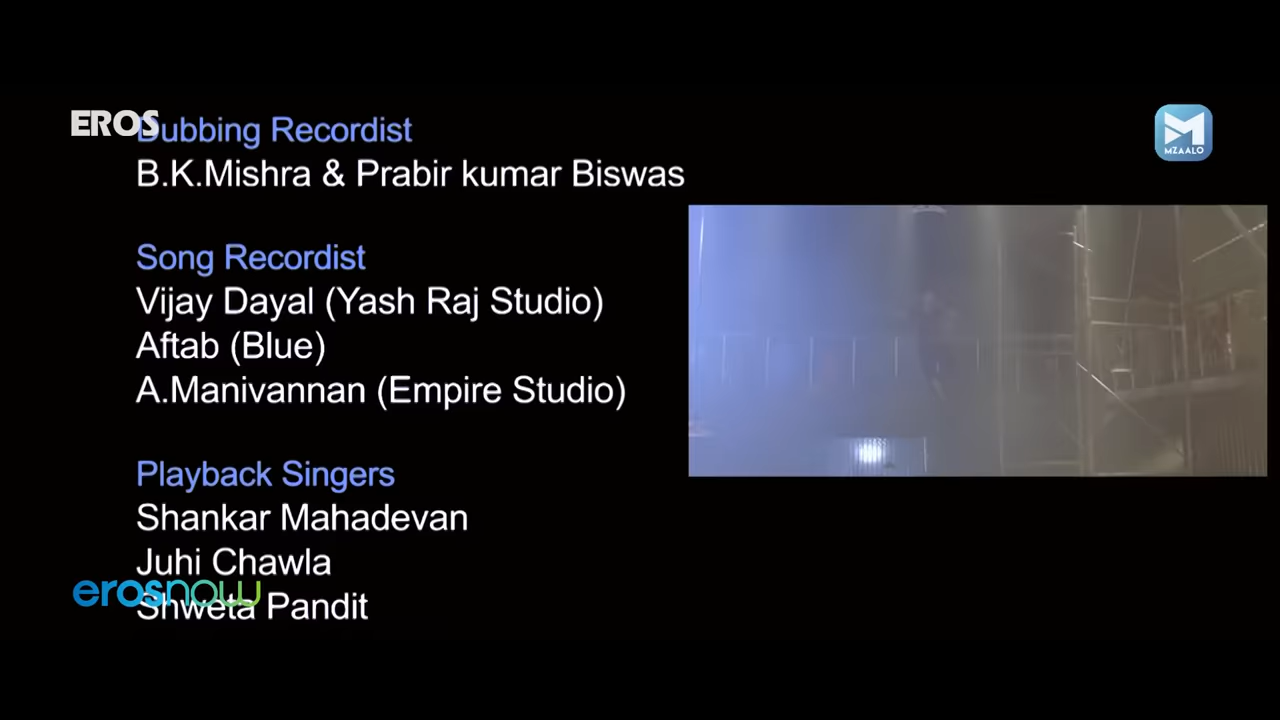 EROS
Dubbing Recordist
MZAALO
B.K.Mishra & Prabir kumar Biswas
Song Recordist
Vijay Dayal (Yash Raj Studio)
Aftab (Blue)
A.Manivannan (Empire Studio)
Playback Singers
Shankar Mahadevan
Juhi Chawla
erosnow
Shweta Pandit